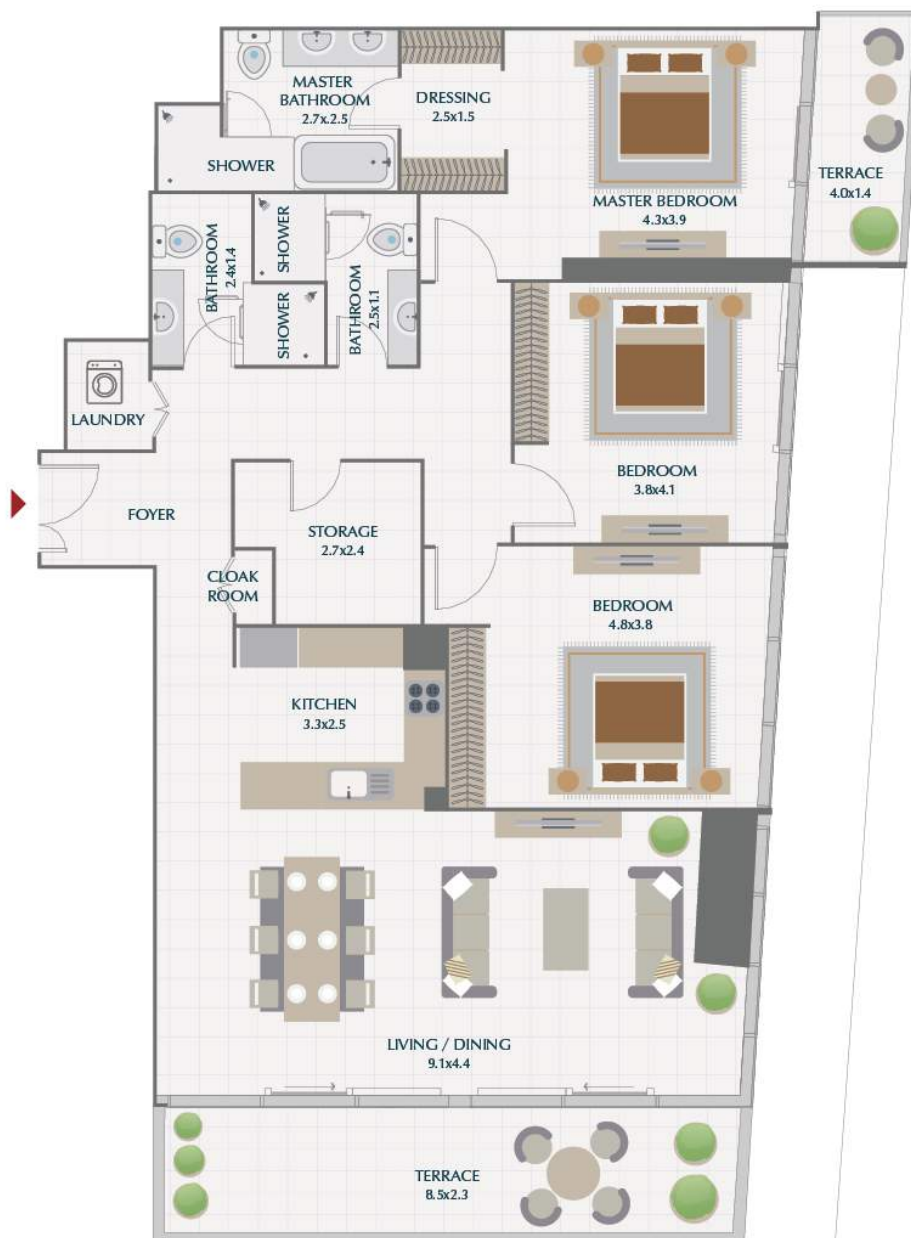 MASTER
BATHROOM
2.7x.2.5
DRESSING
2.5x1.5
SHOWER
MASTER BEDROOM
4.3x3.9
TERRACE
4.0x1.4
BATHROOM
2.4x1.4
SHOWER
SHOWER
BATHROOM
2.5x1.1
LAUNDRY
BEDROOM
3.8x4.1
FOYER
STORAGE
2.7x2.4
CLOAK
ROOM
BEDROOM
4.8x3.8
KITCHEN
3.3x2.5
LIVING / DINING
9.1x4.4
TERRACE
8.5x2.3